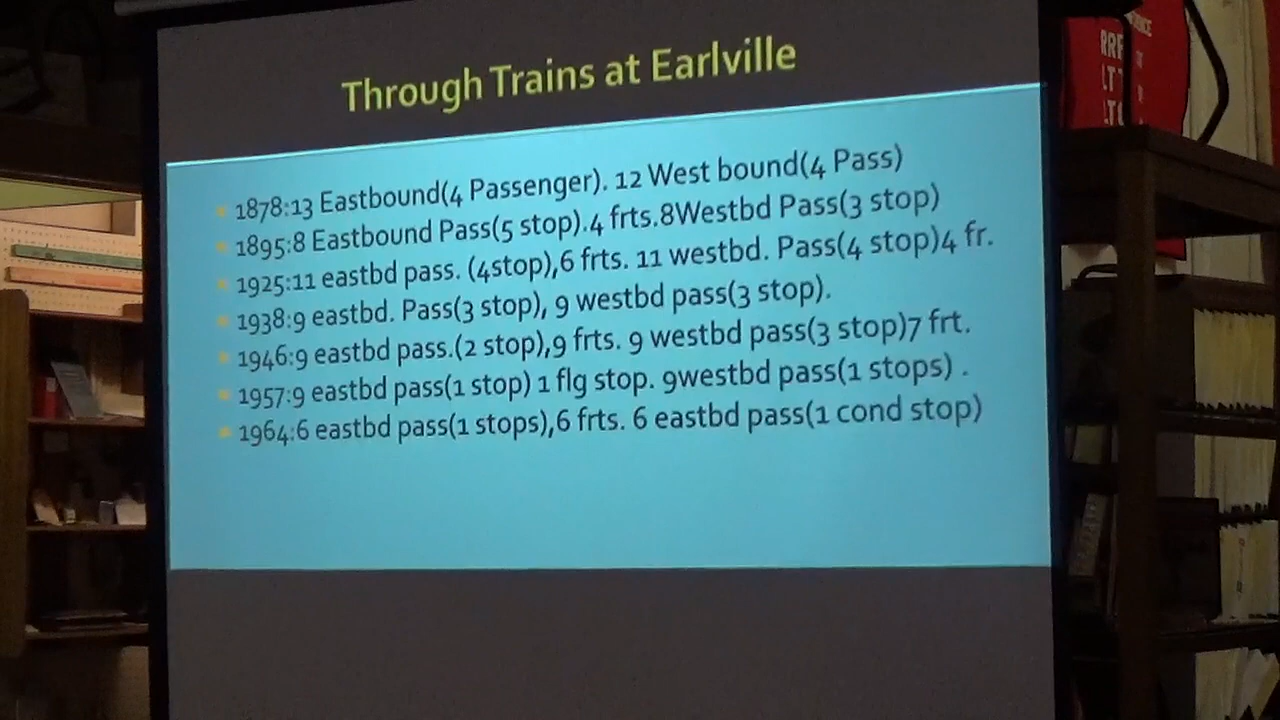 Through Trains at Earlville
1878:13 Eastbound(4 Passenger). 12 West bound(4 Pass)
1895:8 Eastbound Pass(5 stop).4 frts.8Westbd Pass(3 stop)
1925:11 eastbd pass. (4stop),6 frts. 11 westbd. Pass(4 stop)4 fr.
1938:9 eastbd. Pass(3 stop), 9 westbd pass(3 stop).
1946:9 eastbd pass.(2 stop),9 frts. 9 westbd pass(3 stop)7 frt.
1957:9 eastbd pass(1 stop) 1 flg stop. 9westbd pass(1 stops) .
1964:6 eastbd pass(1 stops),6 frts. 6 eastbd pass(1 cond stop)